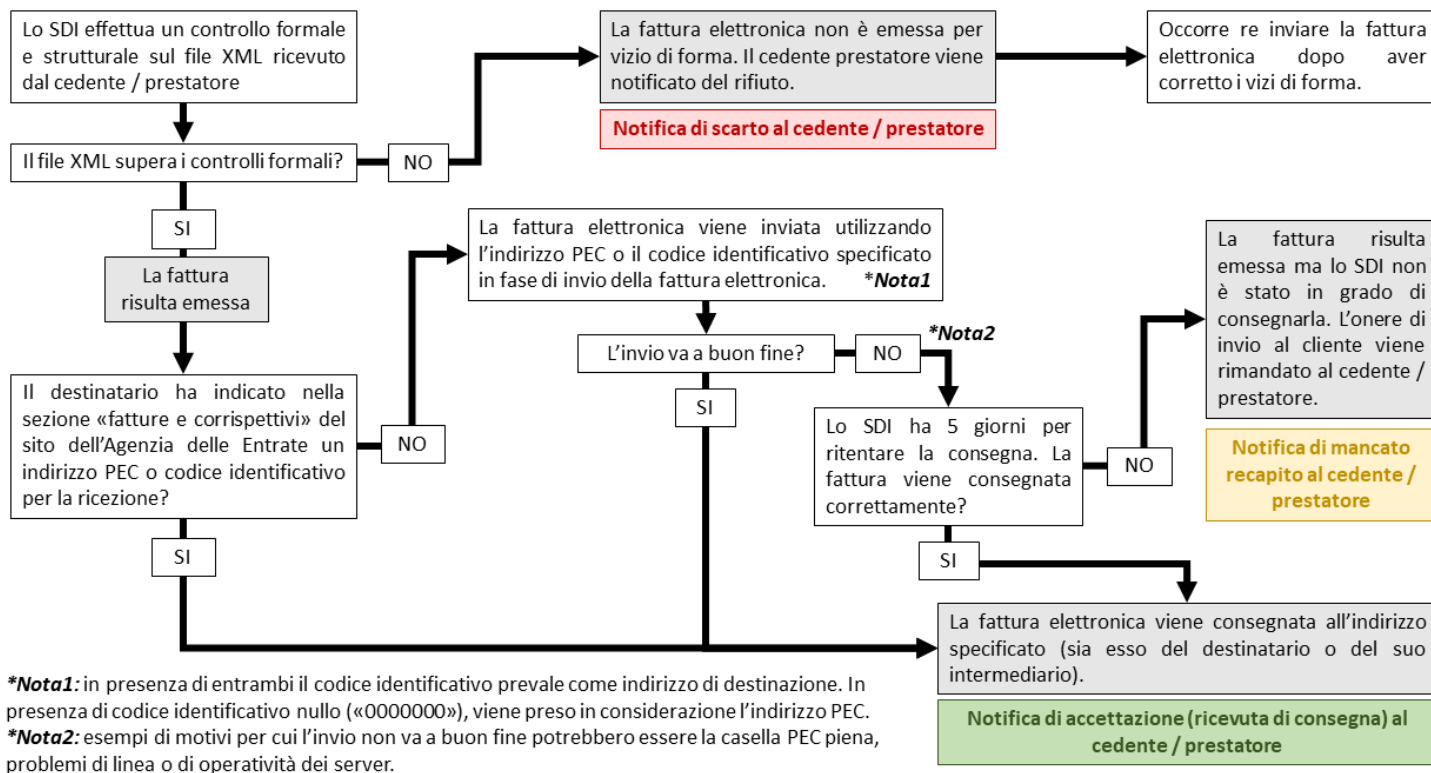 Lo SDI effettua un controllo formale
e strutturale sul file XML ricevuto
dal cedente / prestatore
La fattura elettronica non è emessa per
vizio di forma. Il cedente prestatore viene
notificato del rifiuto.
Notifica di scarto al cedente / prestatore
Occorre re inviare la fattura
elettronica dopo aver
corretto i vizi di forma.
Il file XML supera i controlli formali?
NO
SI
La fattura
risulta emessa
La fattura elettronica viene inviata utilizzando
l’indirizzo PEC o il codice identificativo specificato
in fase di invio della fattura elettronica. *Nota1
L’invio va a buon fine?
NO
*Nota2
SI
La fattura risulta
emessa ma lo SDI non
è stato in grado di
consegnarla. L’onere di
invio al cliente viene
rimandato al cedente /
prestatore.
Notifica di mancato
recapito al cedente /
prestatore
Il destinatario ha indicato nella
sezione «fatture e corrispettivi» del
sito dell’Agenzia delle Entrate un
indirizzo PEC o codice identificativo
per la ricezione?
NO
SI
Lo SDI ha 5 giorni per
ritentare la consegna. La
fattura viene consegnata
correttamente?
NO
SI
La fattura elettronica viene consegnata all’indirizzo
specificato (sia esso del destinatario o del suo
intermediario).
Notifica di accettazione (ricevuta di consegna) al
cedente / prestatore
*Nota1: in presenza di entrambi il codice identificativo prevale come indirizzo di destinazione. In
presenza di codice identificativo nullo («0000000»), viene preso in considerazione l’indirizzo PEC.
*Nota2: esempi di motivi per cui l’invio non va a buon fine potrebbero essere la casella PEC piena,
problemi di linea o di operatività dei server.